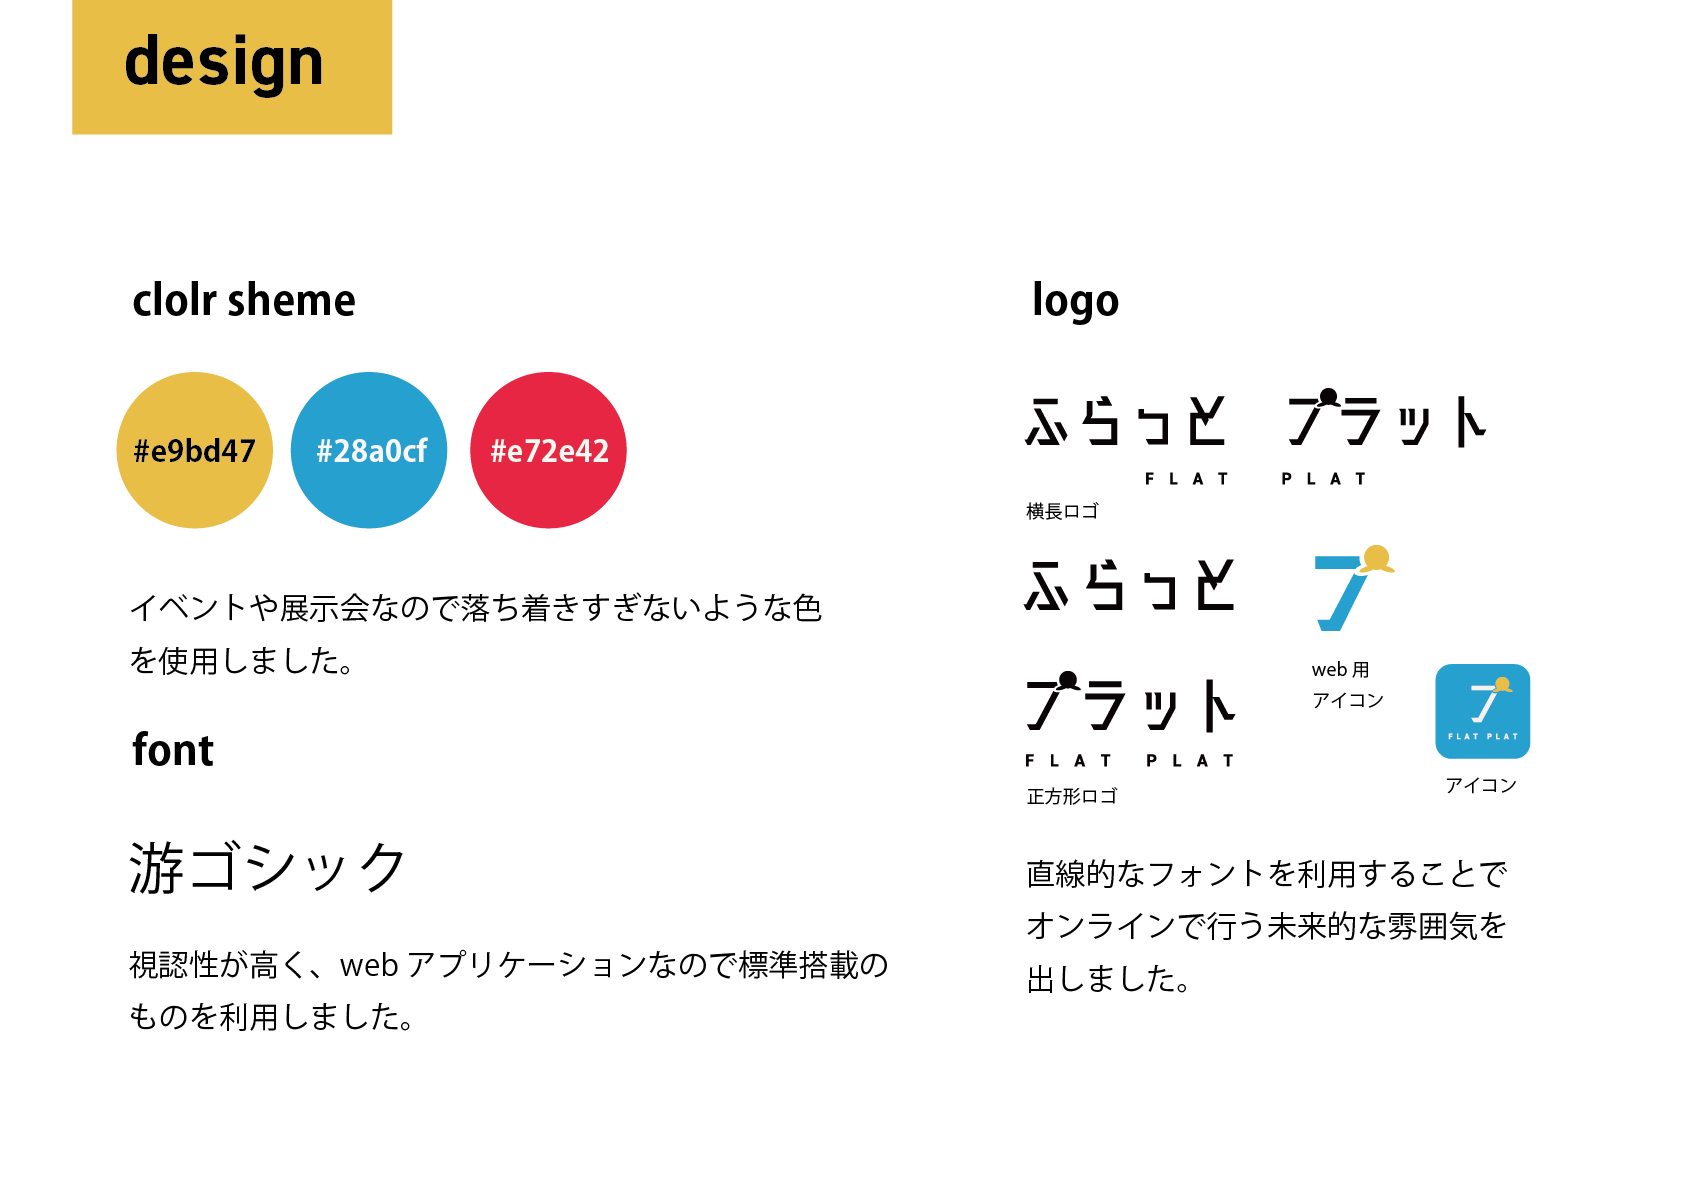 design
clolr sheme
#e9bd47
#28a0cf
#e72e42
イベントや展示会なので落ち着きすぎないような色
を使用しました。
font
游ゴシック
視認性が高く、web アプリケーションなので標準搭載の
ものを利用しました。
logo
ふらっと プラット
FLAT PLAT
横長ロゴ
ふらっと
プラット
FLAT PLAT
正方形ロゴ
プ
web 用
アイコン
プ
FLAT PLAT
アイコン
直線的なフォントを利用することで
オンラインで行う未来的な雰囲気を
出しました。